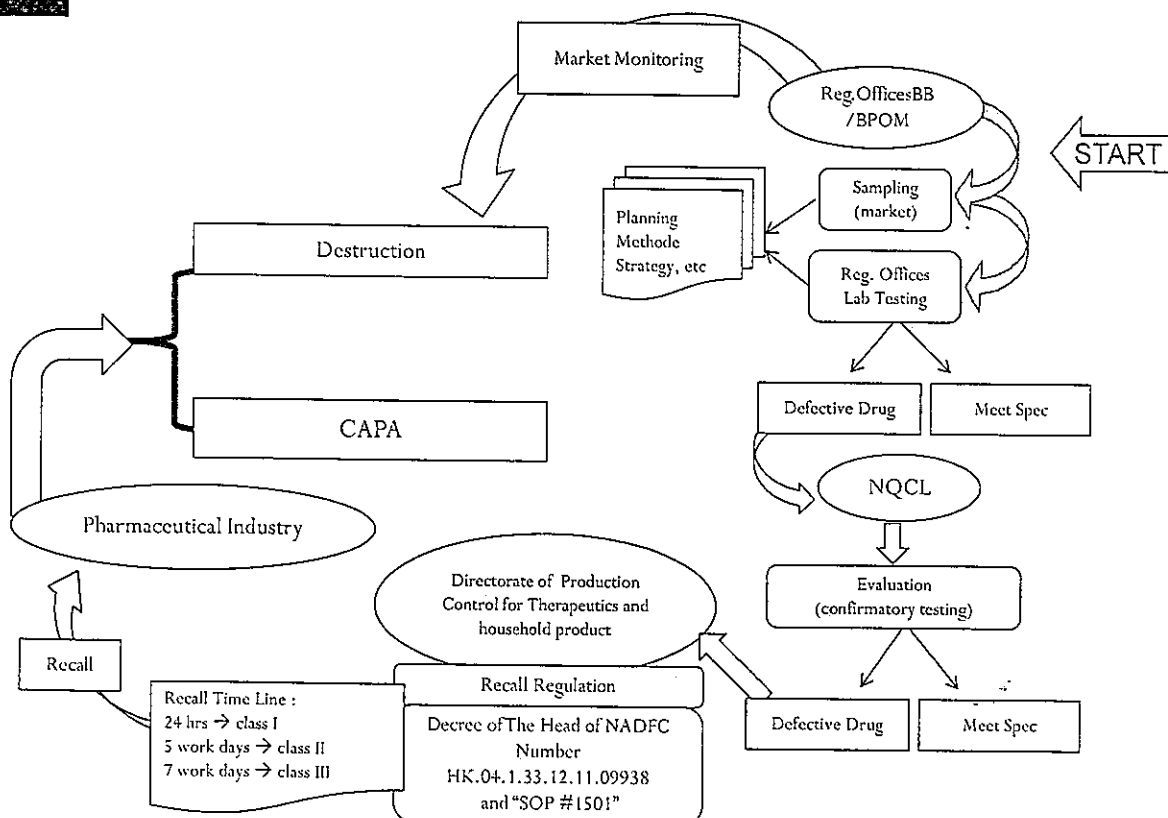 Market Monitoring
Reg.OfficesBB
/BPOM
START
Sampling
(market)
Planning
Methode
Strategy, etc
Reg. Offices
Lab Testing
Destruction
Defective Drug
Meet Spec
CAPA
NQCL
Pharmaceutical Industry
Evaluation
(confirmatory testing)
Directorate of Production
Control for Therapeutics and
household product
Recall
Recall Regulation
Recall Time Line :
24 hrs → class I
5 work days → class II
7 work days → class III
Decree of The Head of NADFC
Number
HK.04.1.33.12.11.09938
and "SOP #1501"
Defective Drug
Meet Spec